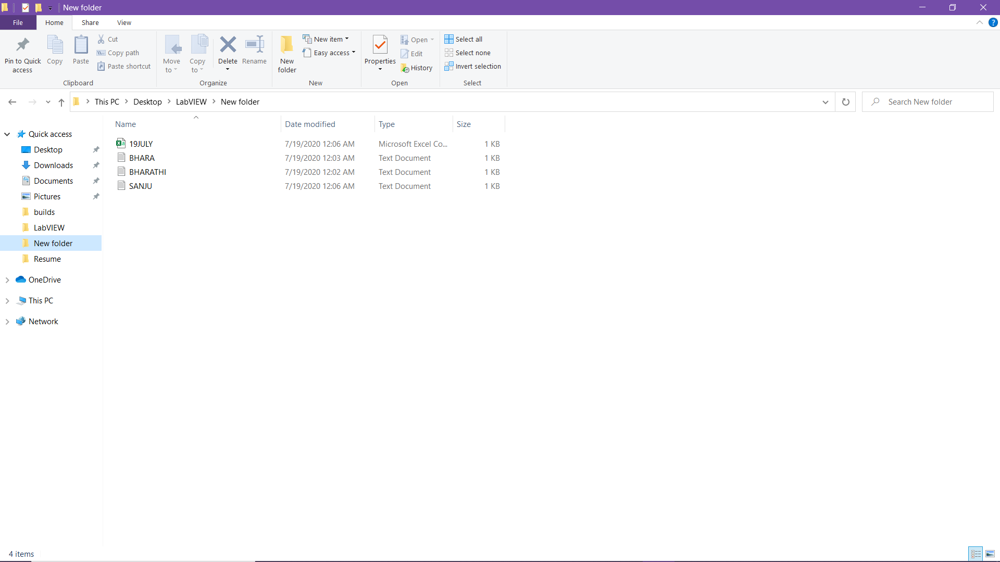 New folder
File Home Share View
Pin to Quick access
Copy
Paste
Cut
Copy path
Paste shortcut
Clipboard
Move to
Copy to
Delete
Rename
Organize
New folder
New item
Easy access
New
Properties
Open
Edit
History
Open
Select all
Select none
Invert selection
Select
This PC Desktop LabVIEW New folder
Search New folder
Quick access
Desktop
Downloads
Documents
Pictures
builds
LabVIEW
New folder
Resume
OneDrive
This PC
Network
Name Date modified Type Size
19JULY 7/19/2020 12:06 AM Microsoft Excel Co... 1 KB
BHARA 7/19/2020 12:03 AM Text Document 1 KB
BHARATHI 7/19/2020 12:02 AM Text Document 1 KB
SANJU 7/19/2020 12:06 AM Text Document 1 KB
4 items